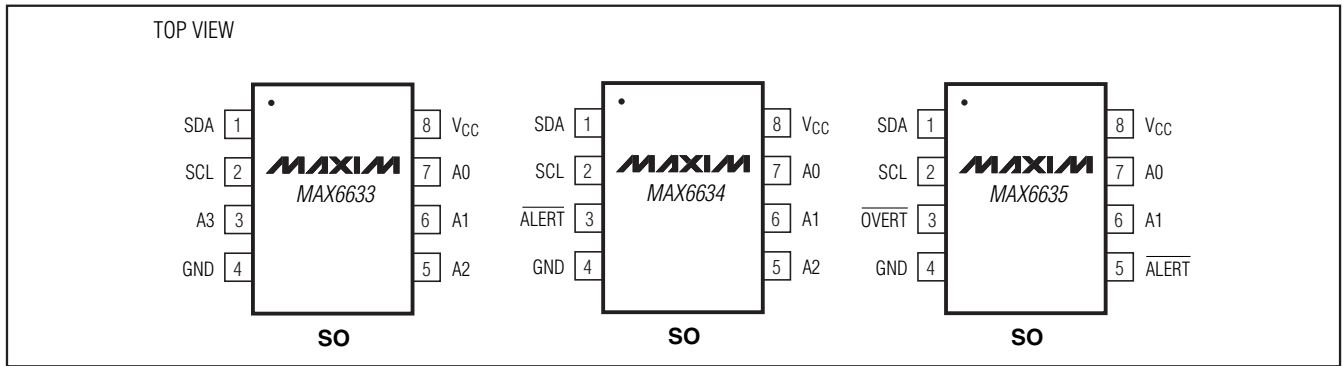 TOP VIEW
SDA 1 MAXIM MAX6633 8 VCC
SCL 2 7 A0
A3 3 6 A1
GND 4 5 A2
SO
SDA 1 MAXIM MAX6634 8 VCC
SCL 2 7 A0
ALERT 3 6 A1
GND 4 5 A2
SO
SDA 1 MAXIM MAX6635 8 VCC
SCL 2 7 A0
OVERT 3 6 A1
GND 4 5 ALERT
SO